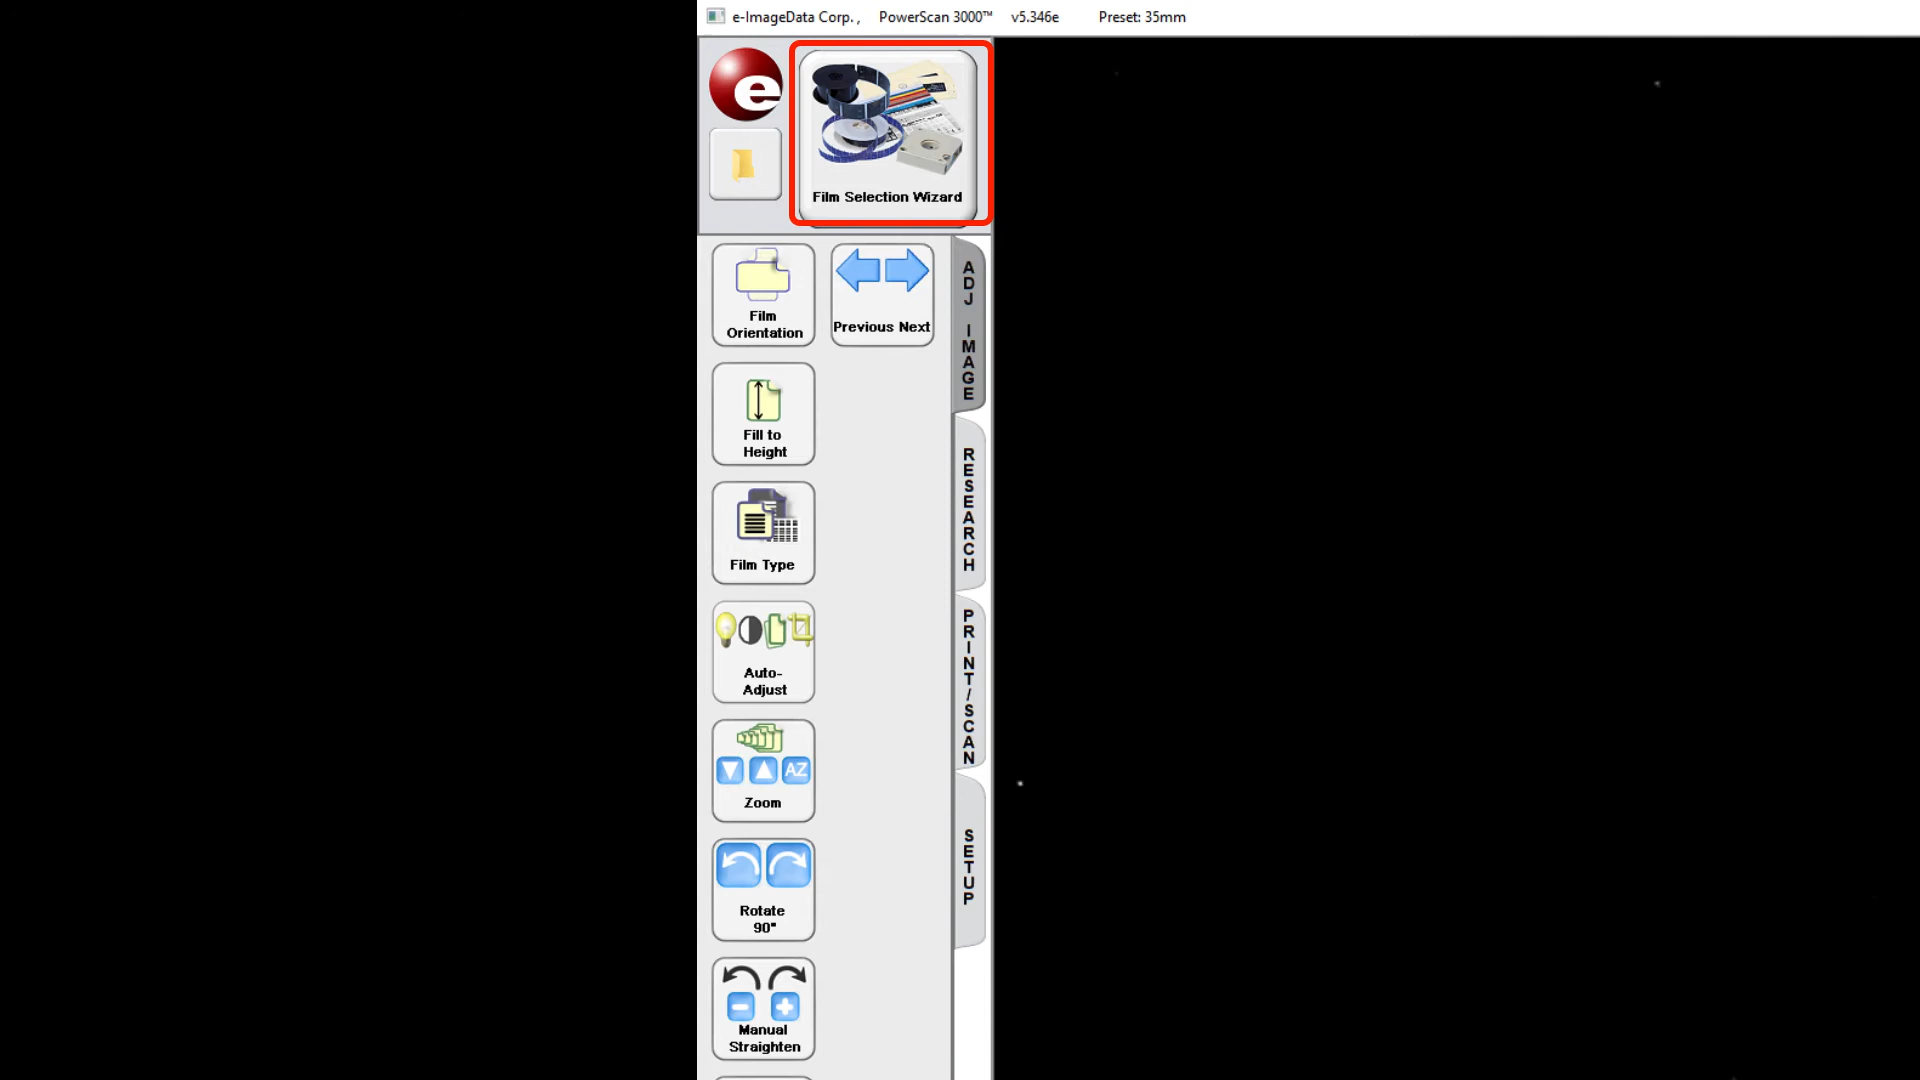 e-ImageData Corp. , PowerScan 3000™ v5.346e Preset: 35mm
e
Film Selection Wizard
Film
Orientation
Previous Next
Fill to
Height
Film Type
Auto-
Adjust
AZ
Zoom
Rotate
90°
Manual
Straighten
ADJ IMAGE
RESEARCH
PRINT/SCAN
SETUP